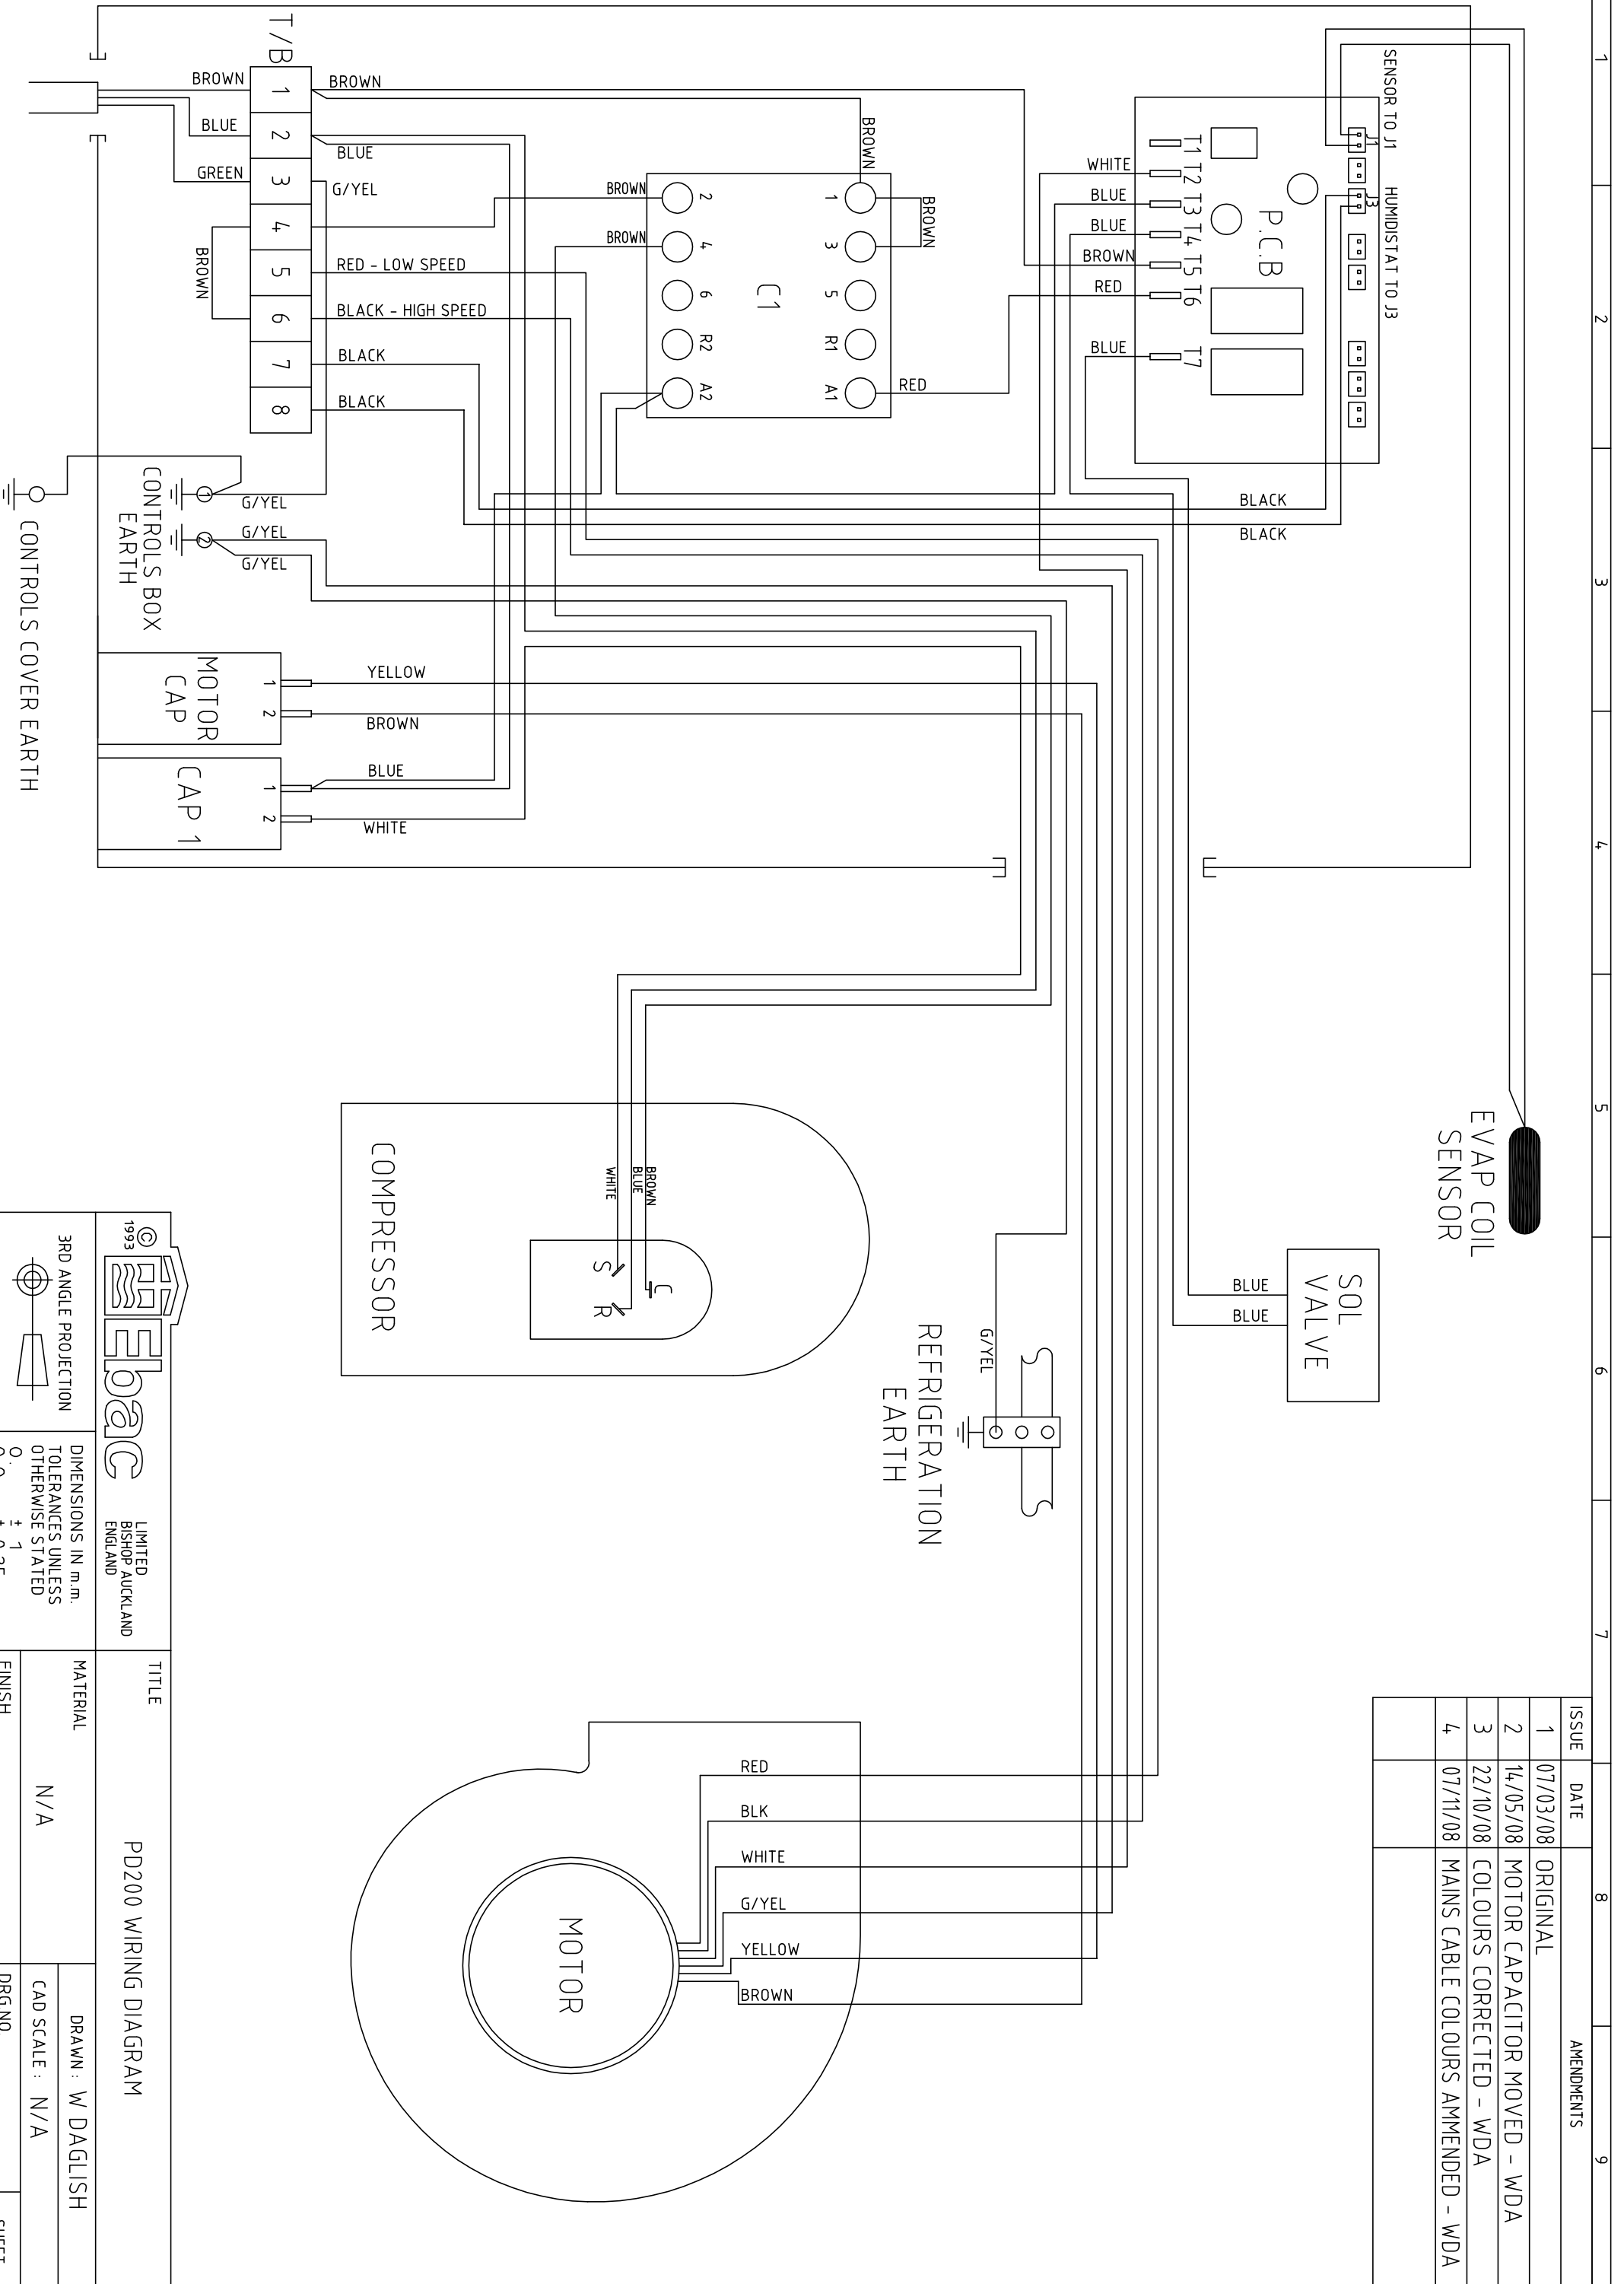 1
2
3
4
5
6
7
8
9
ISSUE DATE AMENDMENTS
1 07/03/08 ORIGINAL
2 14/05/08 MOTOR CAPACITOR MOVED - WDA
3 22/10/08 COLOURS CORRECTED - WDA
4 07/11/08 MAINS CABLE COLOURS AMMENDED - WDA
SENSOR TO J1
HUMIDISTAT TO J3
J1
J3
P.C.B
T1
T2
T3
T4
T5
T6
T7
WHITE
BLUE
BLUE
BROWN
RED
BLUE
EVAP COIL
SENSOR
SOL
VALVE
BLUE
BLUE
BLACK
BLACK
C1
1
3
5
R1
A1
2
4
6
R2
A2
BROWN
BROWN
RED
BROWN
BROWN
T/B
1
2
3
4
5
6
7
8
BROWN
BLUE
GREEN
BROWN
BROWN
BLUE
G/YEL
RED - LOW SPEED
BLACK - HIGH SPEED
BLACK
BLACK
1
2
G/YEL
G/YEL
G/YEL
CONTROLS BOX
EARTH
CONTROLS COVER EARTH
MOTOR
CAP
1
2
YELLOW
BROWN
CAP 1
1
2
BLUE
WHITE
COMPRESSOR
BROWN
BLUE
WHITE
C
S
R
REFRIGERATION
EARTH
G/YEL
MOTOR
RED
BLK
WHITE
G/YEL
YELLOW
BROWN
© 1993
Ebac
LIMITED
BISHOP AUCKLAND
ENGLAND
3RD ANGLE PROJECTION
DIMENSIONS IN m.m.
TOLERANCES UNLESS
OTHERWISE STATED
0. ± 1
TITLE
PD200 WIRING DIAGRAM
MATERIAL
N/A
FINISH
DRAWN: W DAGLISH
CAD SCALE: N/A
DRG NO
SHEET